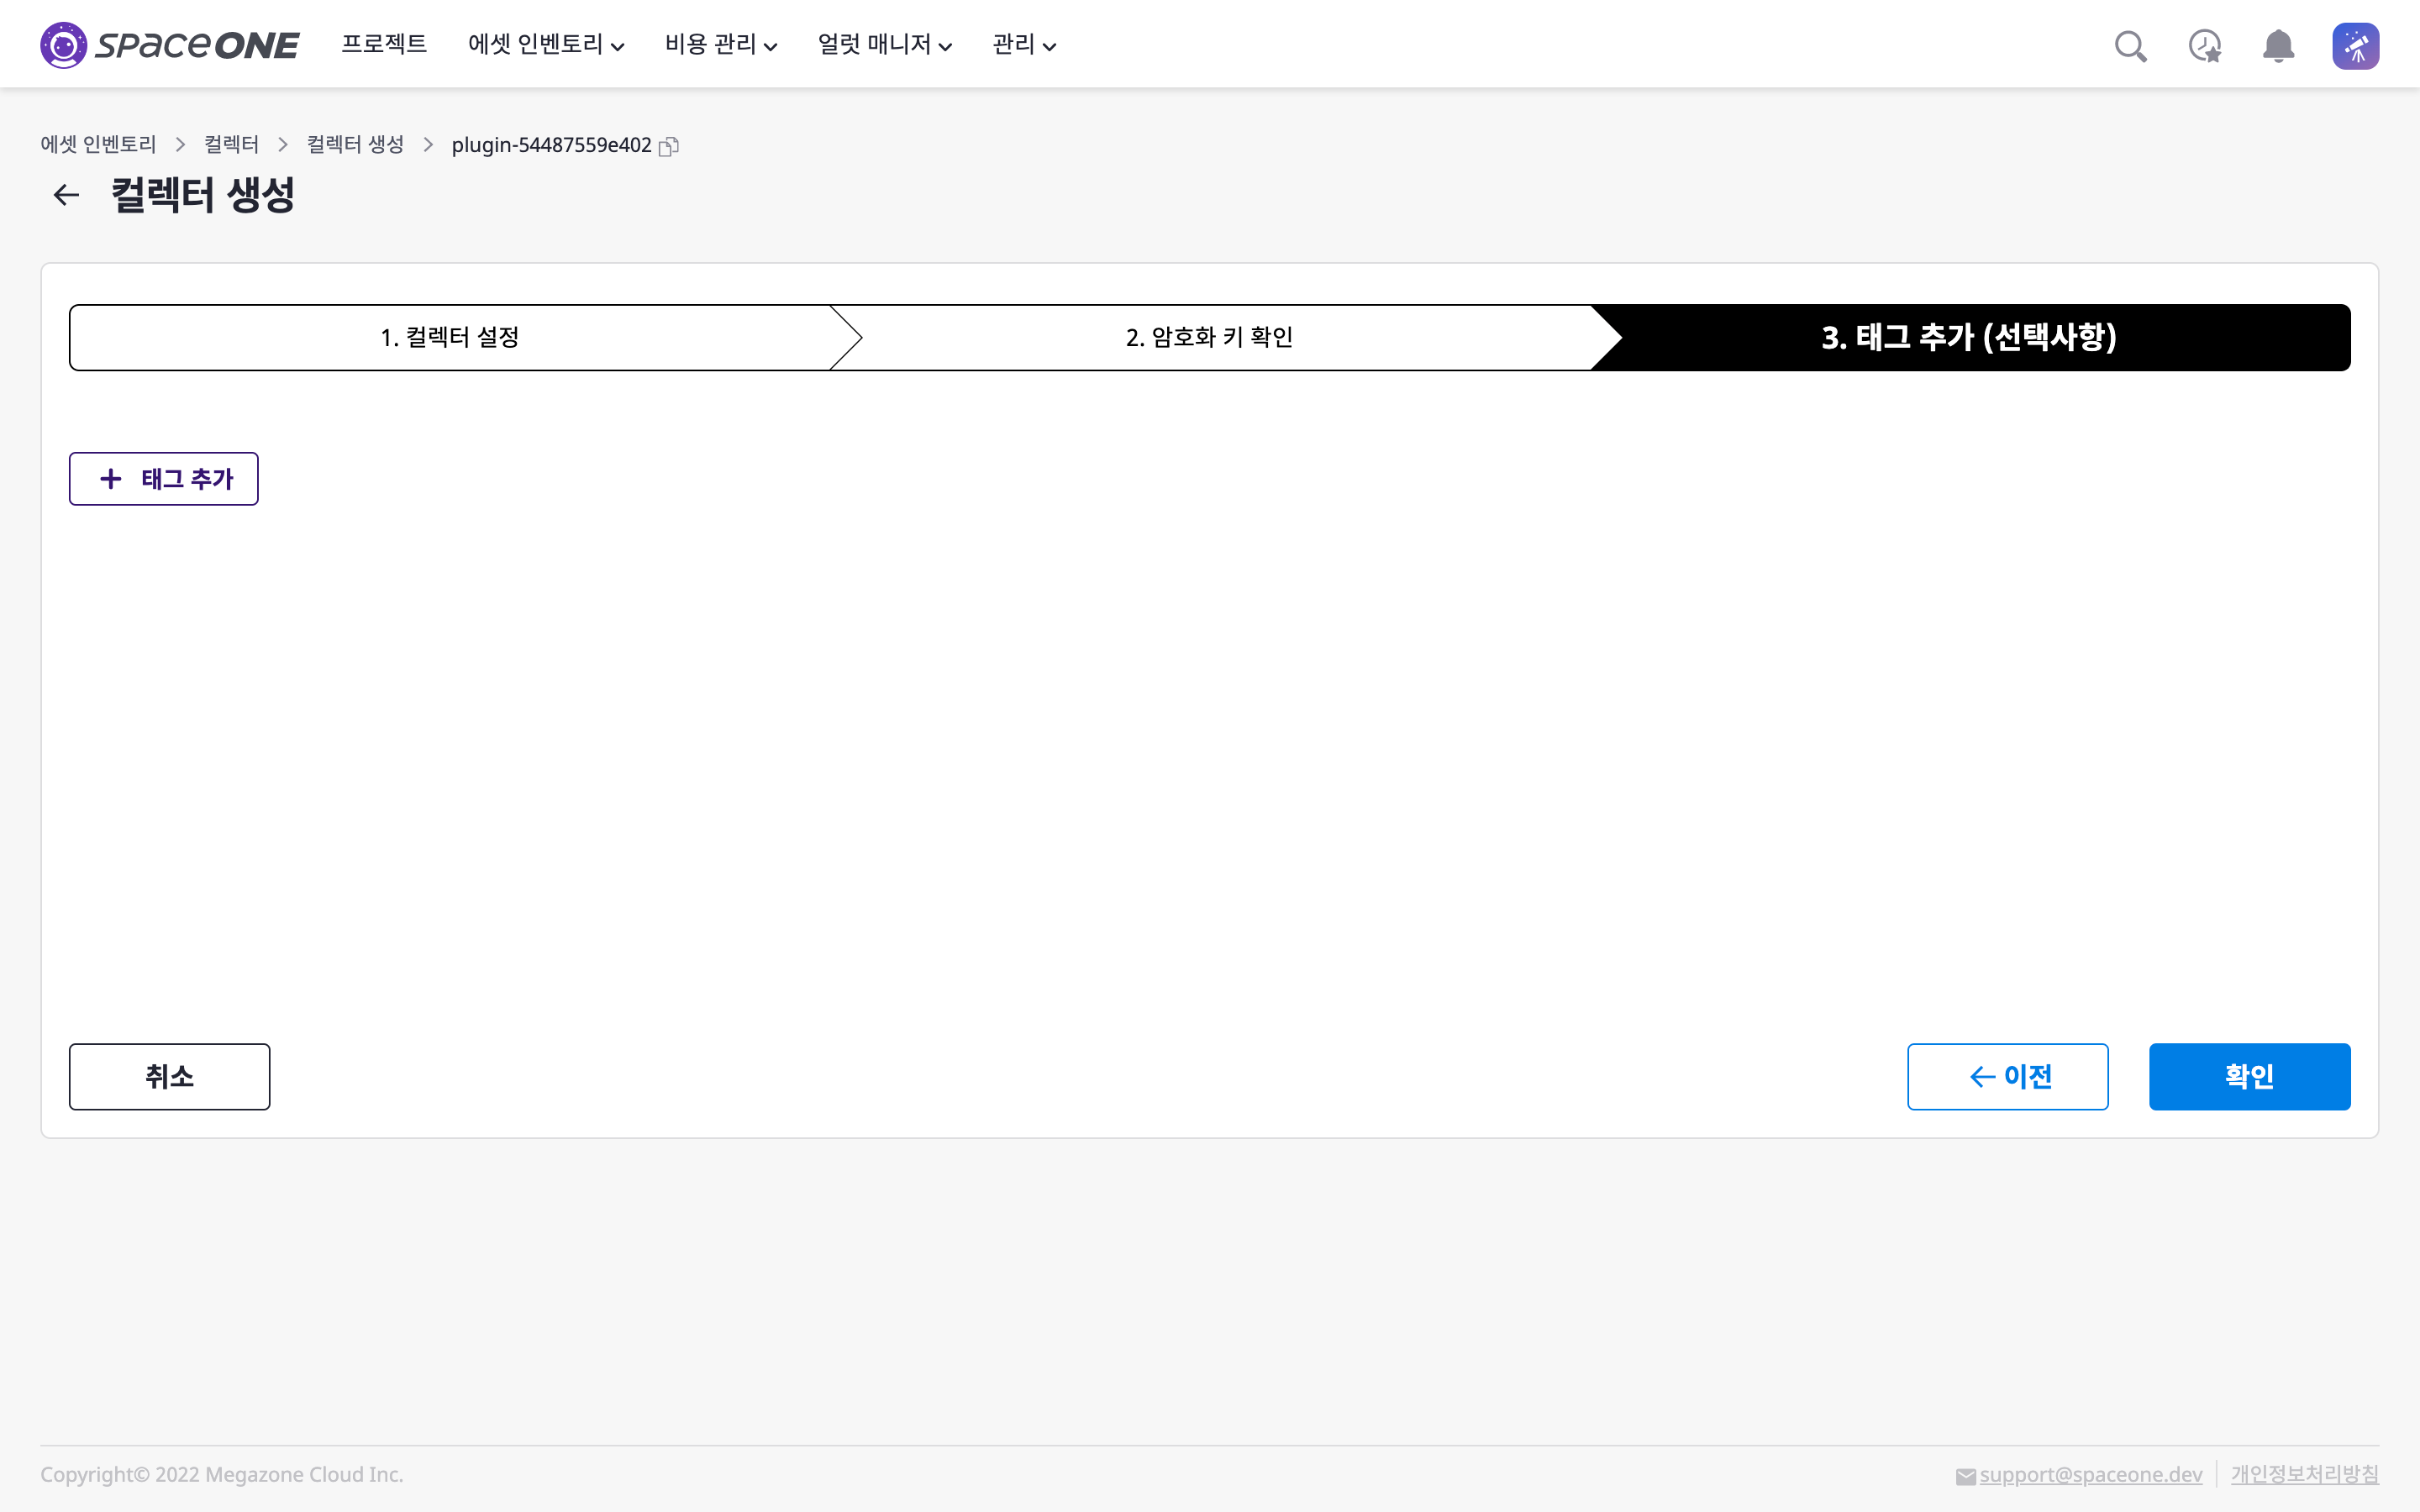 spaceONE 프로젝트 에셋 인벤토리 비용 관리 얼럿 매니저 관리
에셋 인벤토리 컬렉터 컬렉터 생성 plugin-54487559e402
컬렉터 생성
1. 컬렉터 설정 2. 암호화 키 확인 3. 태그 추가 (선택사항)
+ 태그 추가
취소 이전 확인
Copyright© 2022 Megazone Cloud Inc. support@spaceone.dev 개인정보처리방침